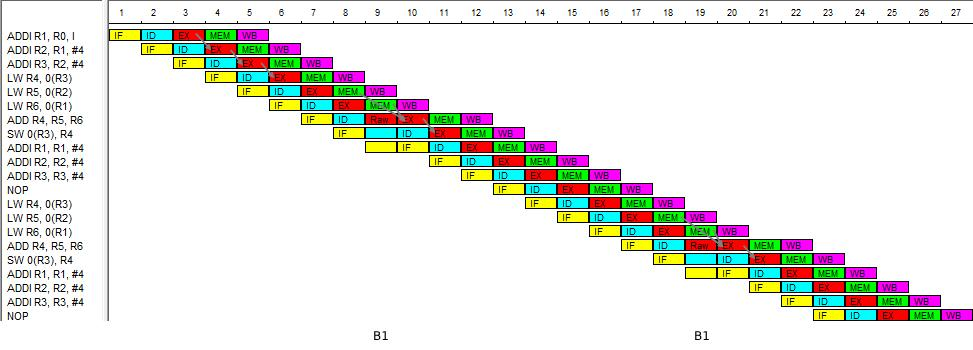 1 2 3 4 5 6 7 8 9 10 11 12 13 14 15 16 17 18 19 20 21 22 23 24 25 26 27
ADDI R1, R0, I IF ID EX MEM WB
ADDI R2, R1, #4 IF ID EX MEM WB
ADDI R3, R2, #4 IF ID EX MEM WB
LW R4, 0(R3) IF ID EX MEM WB
LW R5, 0(R2) IF ID EX MEM WB
LW R6, 0(R1) IF ID EX MEM WB
ADD R4, R5, R6 IF ID Raw EX MEM WB
SW 0(R3), R4 IF ID EX MEM WB
ADDI R1, R1, #4 IF ID EX MEM WB
ADDI R2, R2, #4 IF ID EX MEM WB
ADDI R3, R3, #4 IF ID EX MEM WB
NOP IF ID EX MEM WB
LW R4, 0(R3) IF ID EX MEM WB
LW R5, 0(R2) IF ID EX MEM WB
LW R6, 0(R1) IF ID EX MEM WB
ADD R4, R5, R6 IF ID Raw EX MEM WB
SW 0(R3), R4 IF ID EX MEM WB
ADDI R1, R1, #4 IF ID EX MEM WB
ADDI R2, R2, #4 IF ID EX MEM WB
ADDI R3, R3, #4 IF ID EX MEM WB
NOP IF ID EX MEM WB
B1 B1